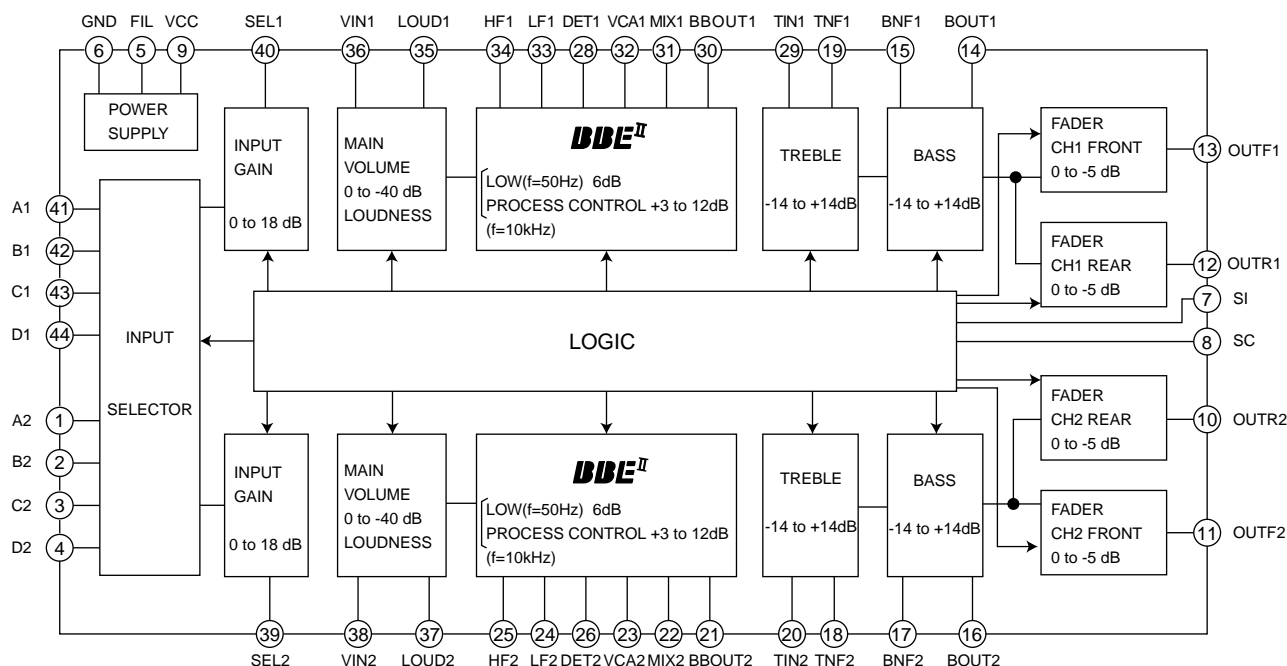 GND FIL VCC SEL1 VIN1 LOUD1 HF1 LF1 DET1 VCA1 MIX1 BBOUT1 TIN1 TNF1 BNF1 BOUT1
6 5 9 40 36 35 34 33 28 32 31 30 29 19 15 14
POWER
SUPPLY
INPUT
GAIN
0 to 18 dB
MAIN
VOLUME
0 to -40 dB
LOUDNESS
BBE II
LOW(f=50Hz) 6dB
PROCESS CONTROL +3 to 12dB
(f=10kHz)
TREBLE
-14 to +14dB
BASS
-14 to +14dB
FADER
CH1 FRONT
0 to -5 dB
13 OUTF1
FADER
CH1 REAR
0 to -5 dB
12 OUTR1
7 SI
8 SC
A1 41
B1 42
C1 43
D1 44
INPUT
SELECTOR
LOGIC
A2 1
B2 2
C2 3
D2 4
INPUT
GAIN
0 to 18 dB
MAIN
VOLUME
0 to -40 dB
LOUDNESS
BBE II
LOW(f=50Hz) 6dB
PROCESS CONTROL +3 to 12dB
(f=10kHz)
TREBLE
-14 to +14dB
BASS
-14 to +14dB
FADER
CH2 REAR
0 to -5 dB
10 OUTR2
FADER
CH2 FRONT
0 to -5 dB
11 OUTF2
39 38 37 25 24 26 23 22 21 20 18 17 16
SEL2 VIN2 LOUD2 HF2 LF2 DET2 VCA2 MIX2 BBOUT2 TIN2 TNF2 BNF2 BOUT2